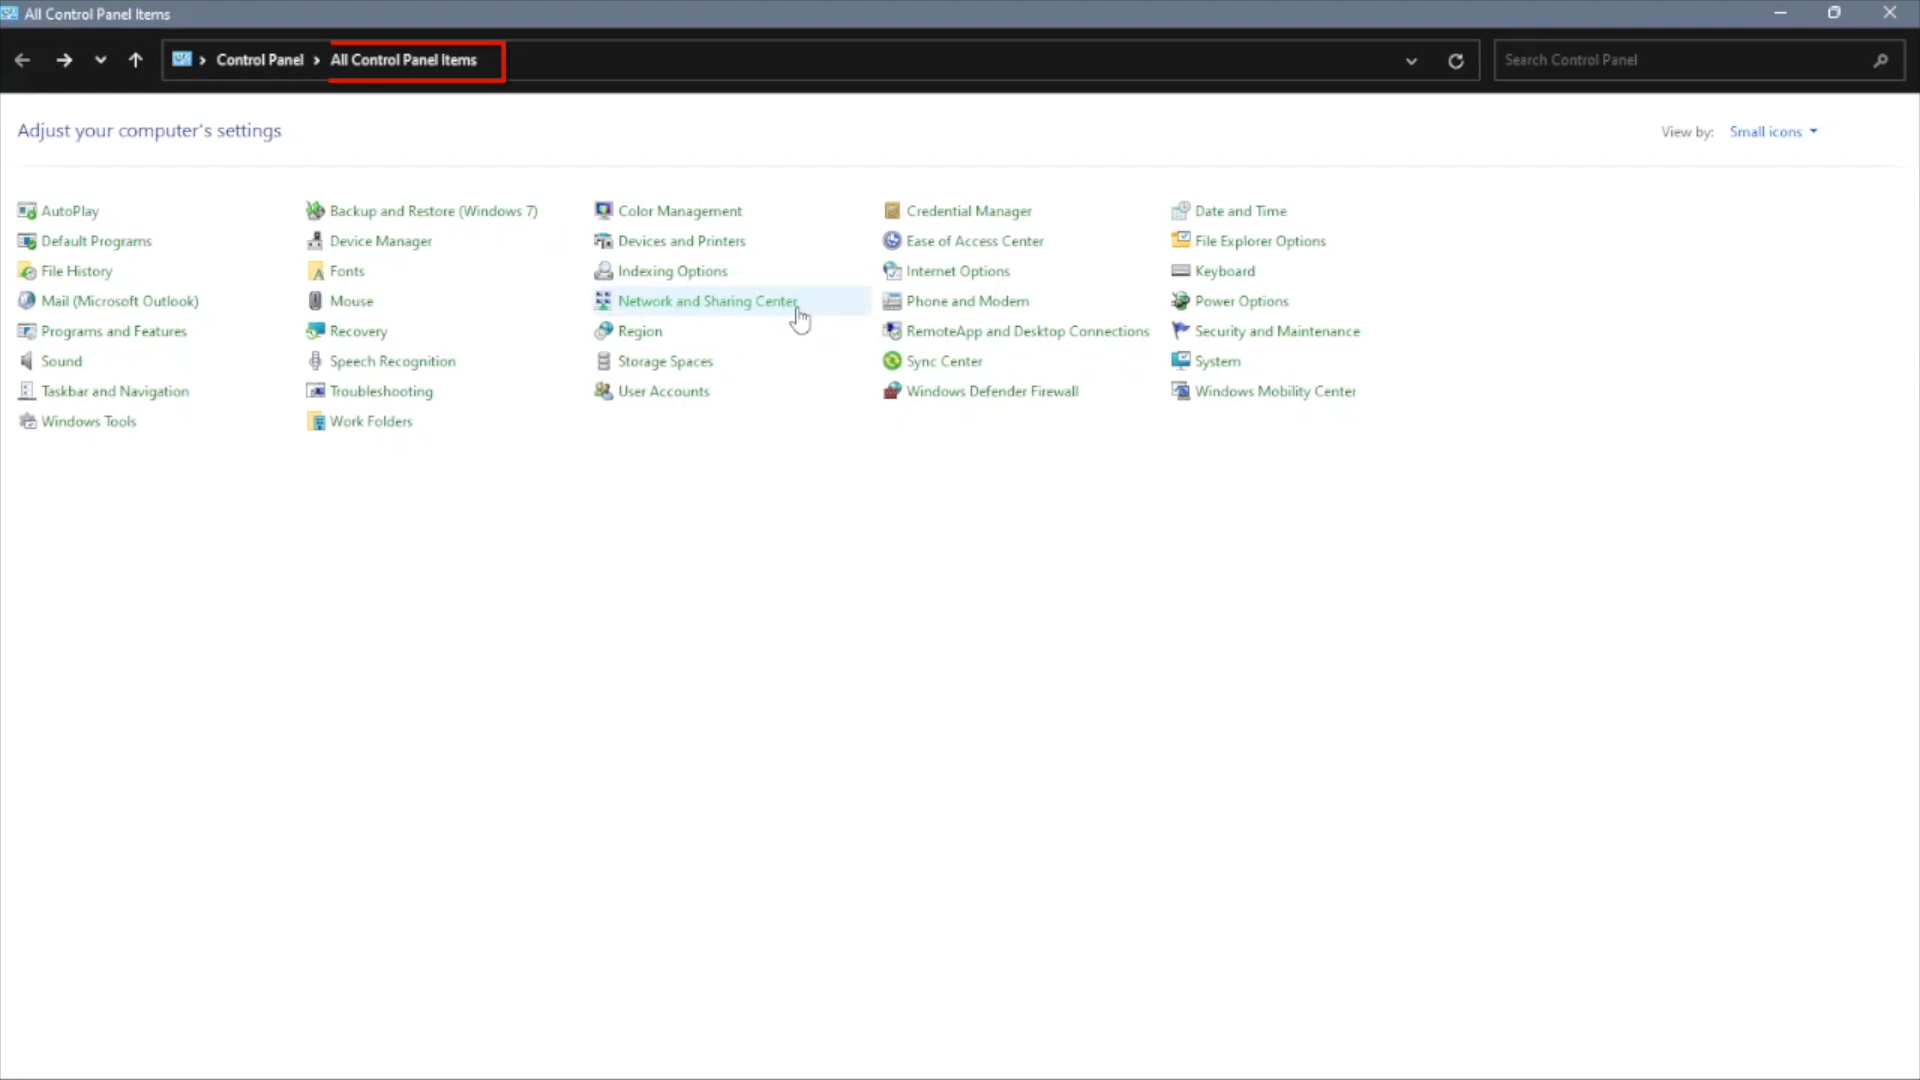 All Control Panel Items
Control Panel > All Control Panel Items
Search Control Panel
Adjust your computer's settings
View by: Small icons
AutoPlay
Backup and Restore (Windows 7)
Color Management
Credential Manager
Date and Time
Default Programs
Device Manager
Devices and Printers
Ease of Access Center
File Explorer Options
File History
Fonts
Indexing Options
Internet Options
Keyboard
Mail (Microsoft Outlook)
Mouse
Network and Sharing Center
Phone and Modem
Power Options
Programs and Features
Recovery
Region
RemoteApp and Desktop Connections
Security and Maintenance
Sound
Speech Recognition
Storage Spaces
Sync Center
System
Taskbar and Navigation
Troubleshooting
User Accounts
Windows Defender Firewall
Windows Mobility Center
Windows Tools
Work Folders